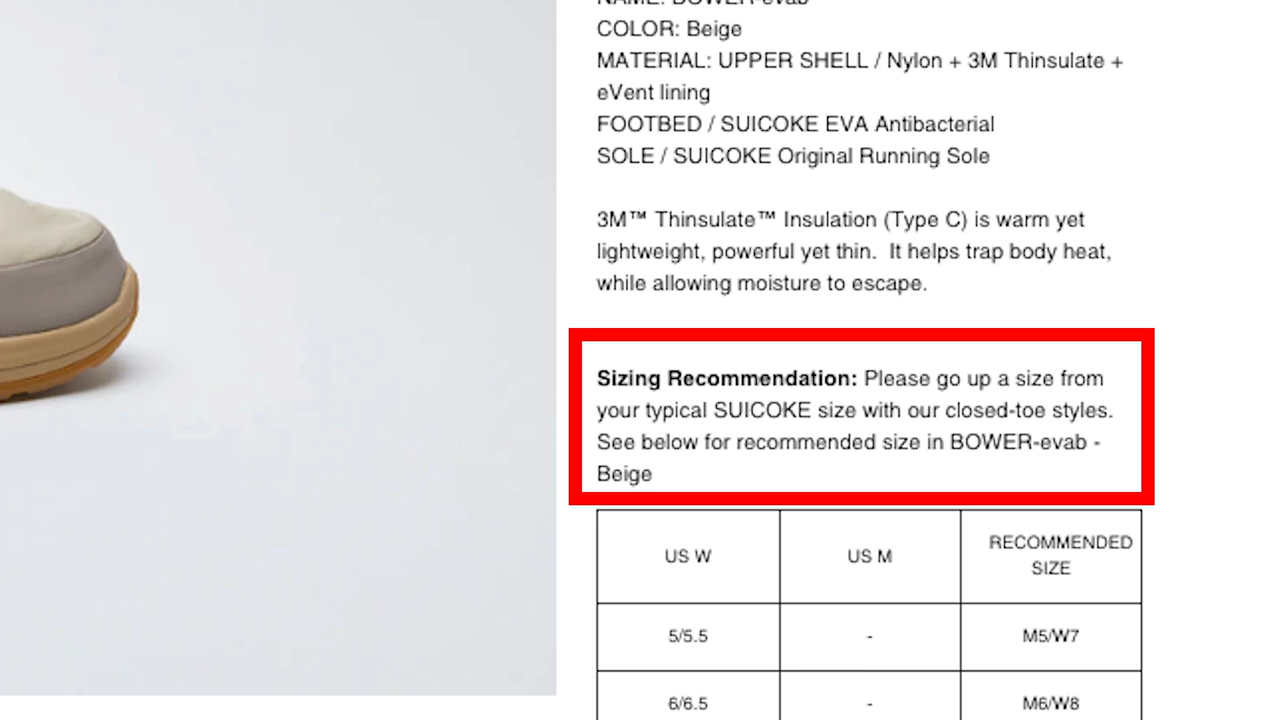 NAME: BOWER-evab
COLOR: Beige
MATERIAL: UPPER SHELL / Nylon + 3M Thinsulate +
eVent lining
FOOTBED / SUICOKE EVA Antibacterial
SOLE / SUICOKE Original Running Sole
3M™ Thinsulate™ Insulation (Type C) is warm yet
lightweight, powerful yet thin.  It helps trap body heat,
while allowing moisture to escape.
Sizing Recommendation: Please go up a size from
your typical SUICOKE size with our closed-toe styles.
See below for recommended size in BOWER-evab -
Beige
US W US M RECOMMENDED
SIZE
5/5.5 - M5/W7
6/6.5 - M6/W8